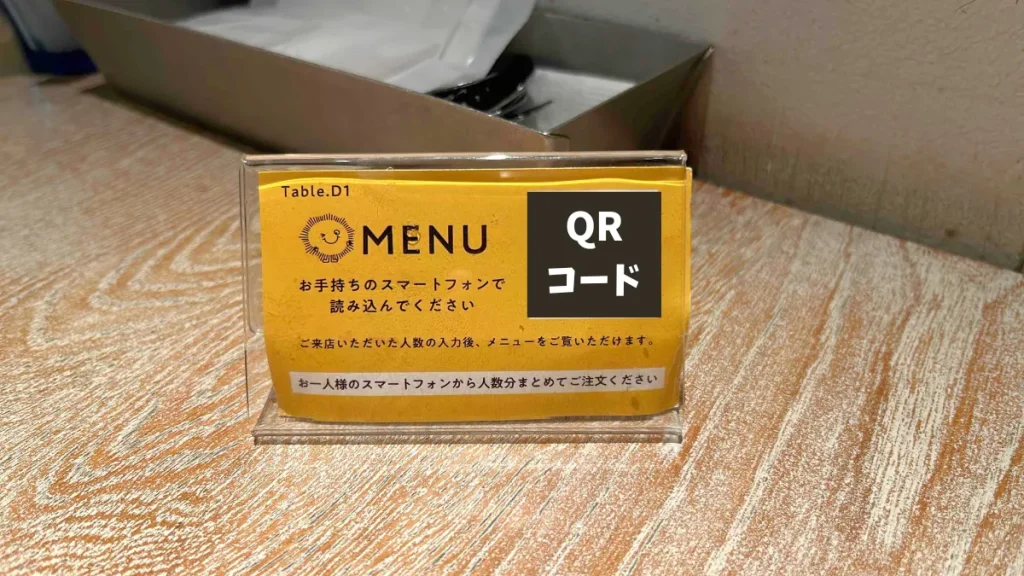 Table.D1
MENU
お手持ちのスマートフォンで
読み込んでください
QR
コード
ご来店いただいた人数の入力後、メニューをご覧いただけます。
お一人様のスマートフォンから人数分まとめてご注文ください